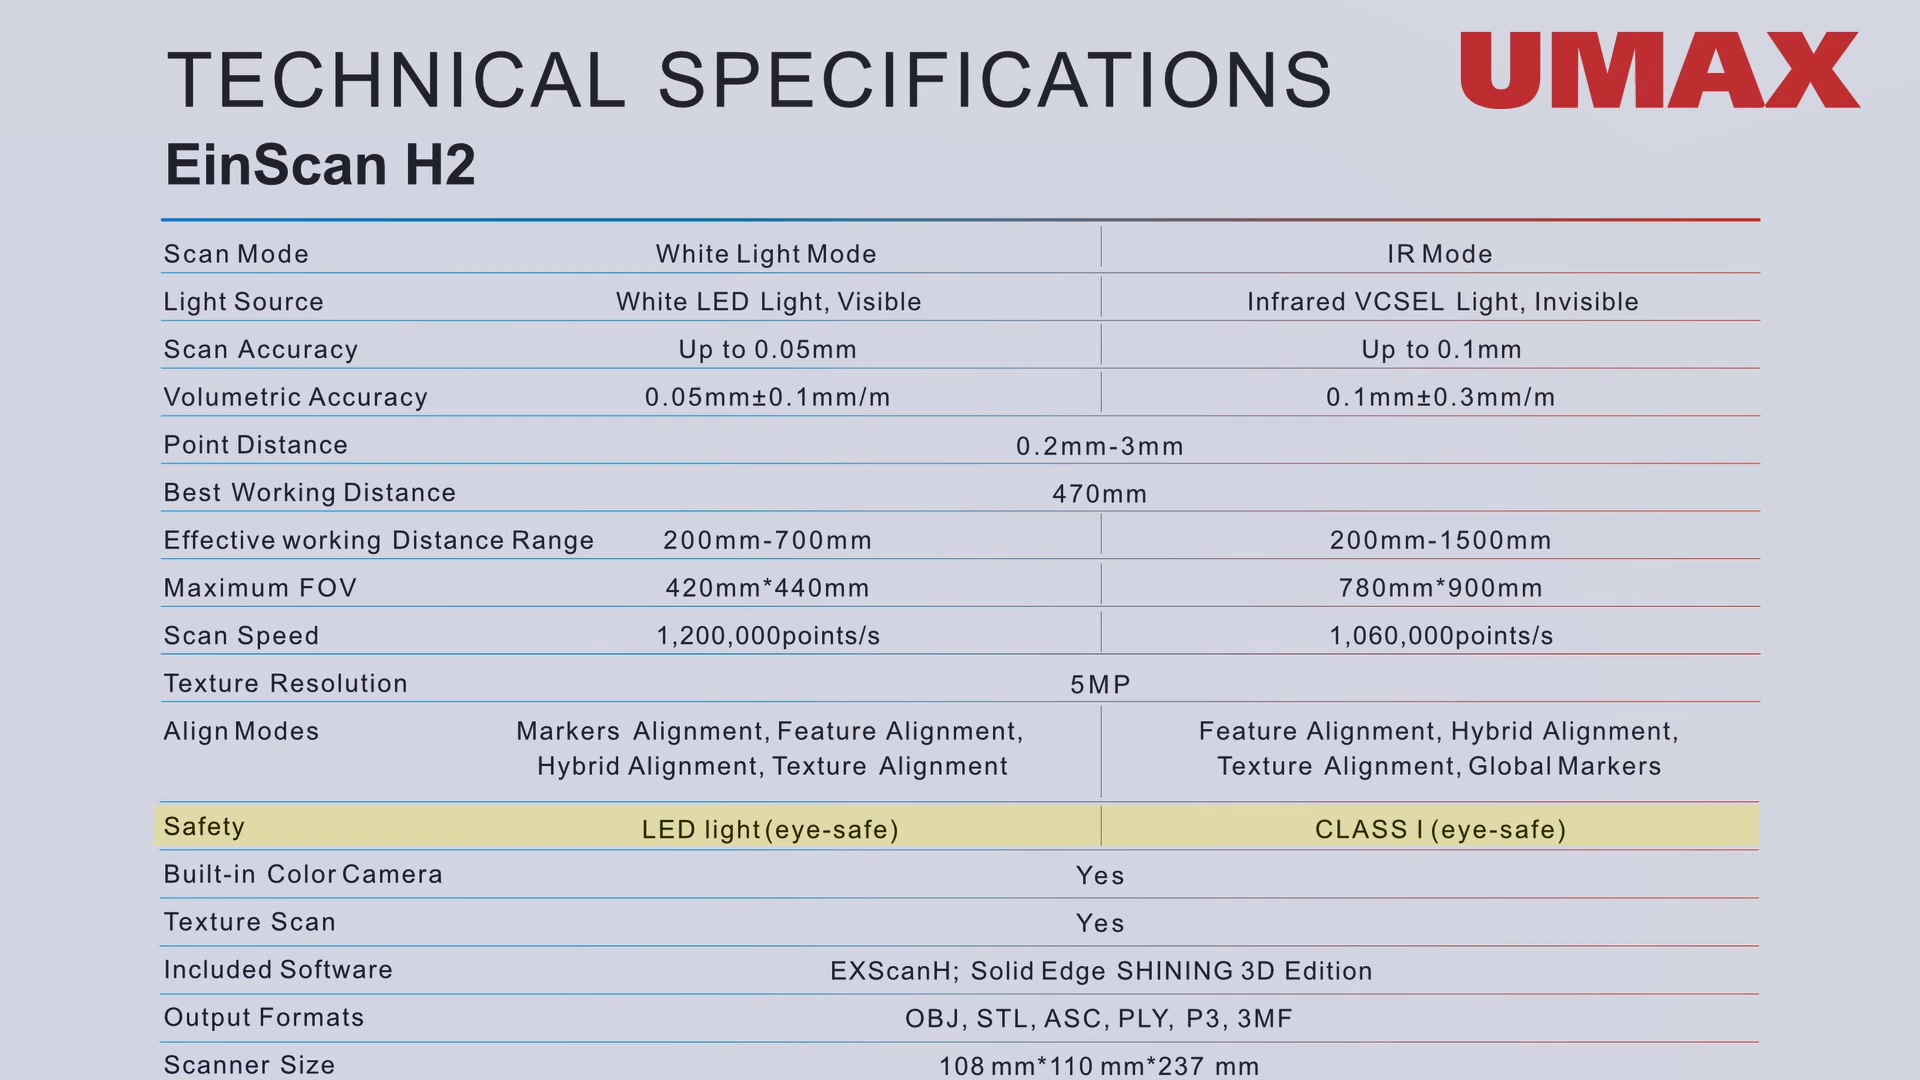 TECHNICAL SPECIFICATIONS
UMAX
EinScan H2
Scan Mode White Light Mode IR Mode
Light Source White LED Light, Visible Infrared VCSEL Light, Invisible
Scan Accuracy Up to 0.05mm Up to 0.1mm
Volumetric Accuracy 0.05mm±0.1mm/m 0.1mm±0.3mm/m
Point Distance 0.2mm-3mm
Best Working Distance 470mm
Effective working Distance Range 200mm-700mm 200mm-1500mm
Maximum FOV 420mm*440mm 780mm*900mm
Scan Speed 1,200,000points/s 1,060,000points/s
Texture Resolution 5MP
Align Modes Markers Alignment, Feature Alignment, Feature Alignment, Hybrid Alignment,
Hybrid Alignment, Texture Alignment Texture Alignment, Global Markers
Safety LED light (eye-safe) CLASS I (eye-safe)
Built-in Color Camera Yes
Texture Scan Yes
Included Software EXScanH; Solid Edge SHINING 3D Edition
Output Formats OBJ, STL, ASC, PLY, P3, 3MF
Scanner Size 108 mm*110 mm*237 mm